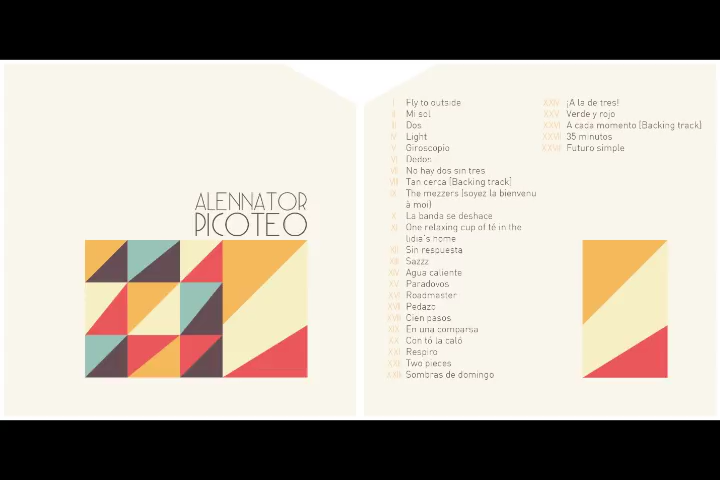 ALENNATOR
PICOTEO
I Fly to outside
II Mi sol
III Dos
IV Light
V Giroscopio
VI Dedos
VII No hay dos sin tres
VIII Tan cerca [Backing track]
IX The mezzers (soyez la bienvenu
à moi)
X La banda se deshace
XI One relaxing cup of té in the
lidia's home
XII Sin respuesta
XIII Sazzz
XIV Agua caliente
XV Paradovos
XVI Roadmaster
XVII Pedazo
XVIII Cien pasos
XIX En una comparsa
XX Con tó la caló
XXI Respiro
XXII Two pieces
XXIII Sombras de domingo
XXIV ¡A la de tres!
XXV Verde y rojo
XXVI A cada momento [Backing track]
XXVII 35 minutos
XXVIII Futuro simple